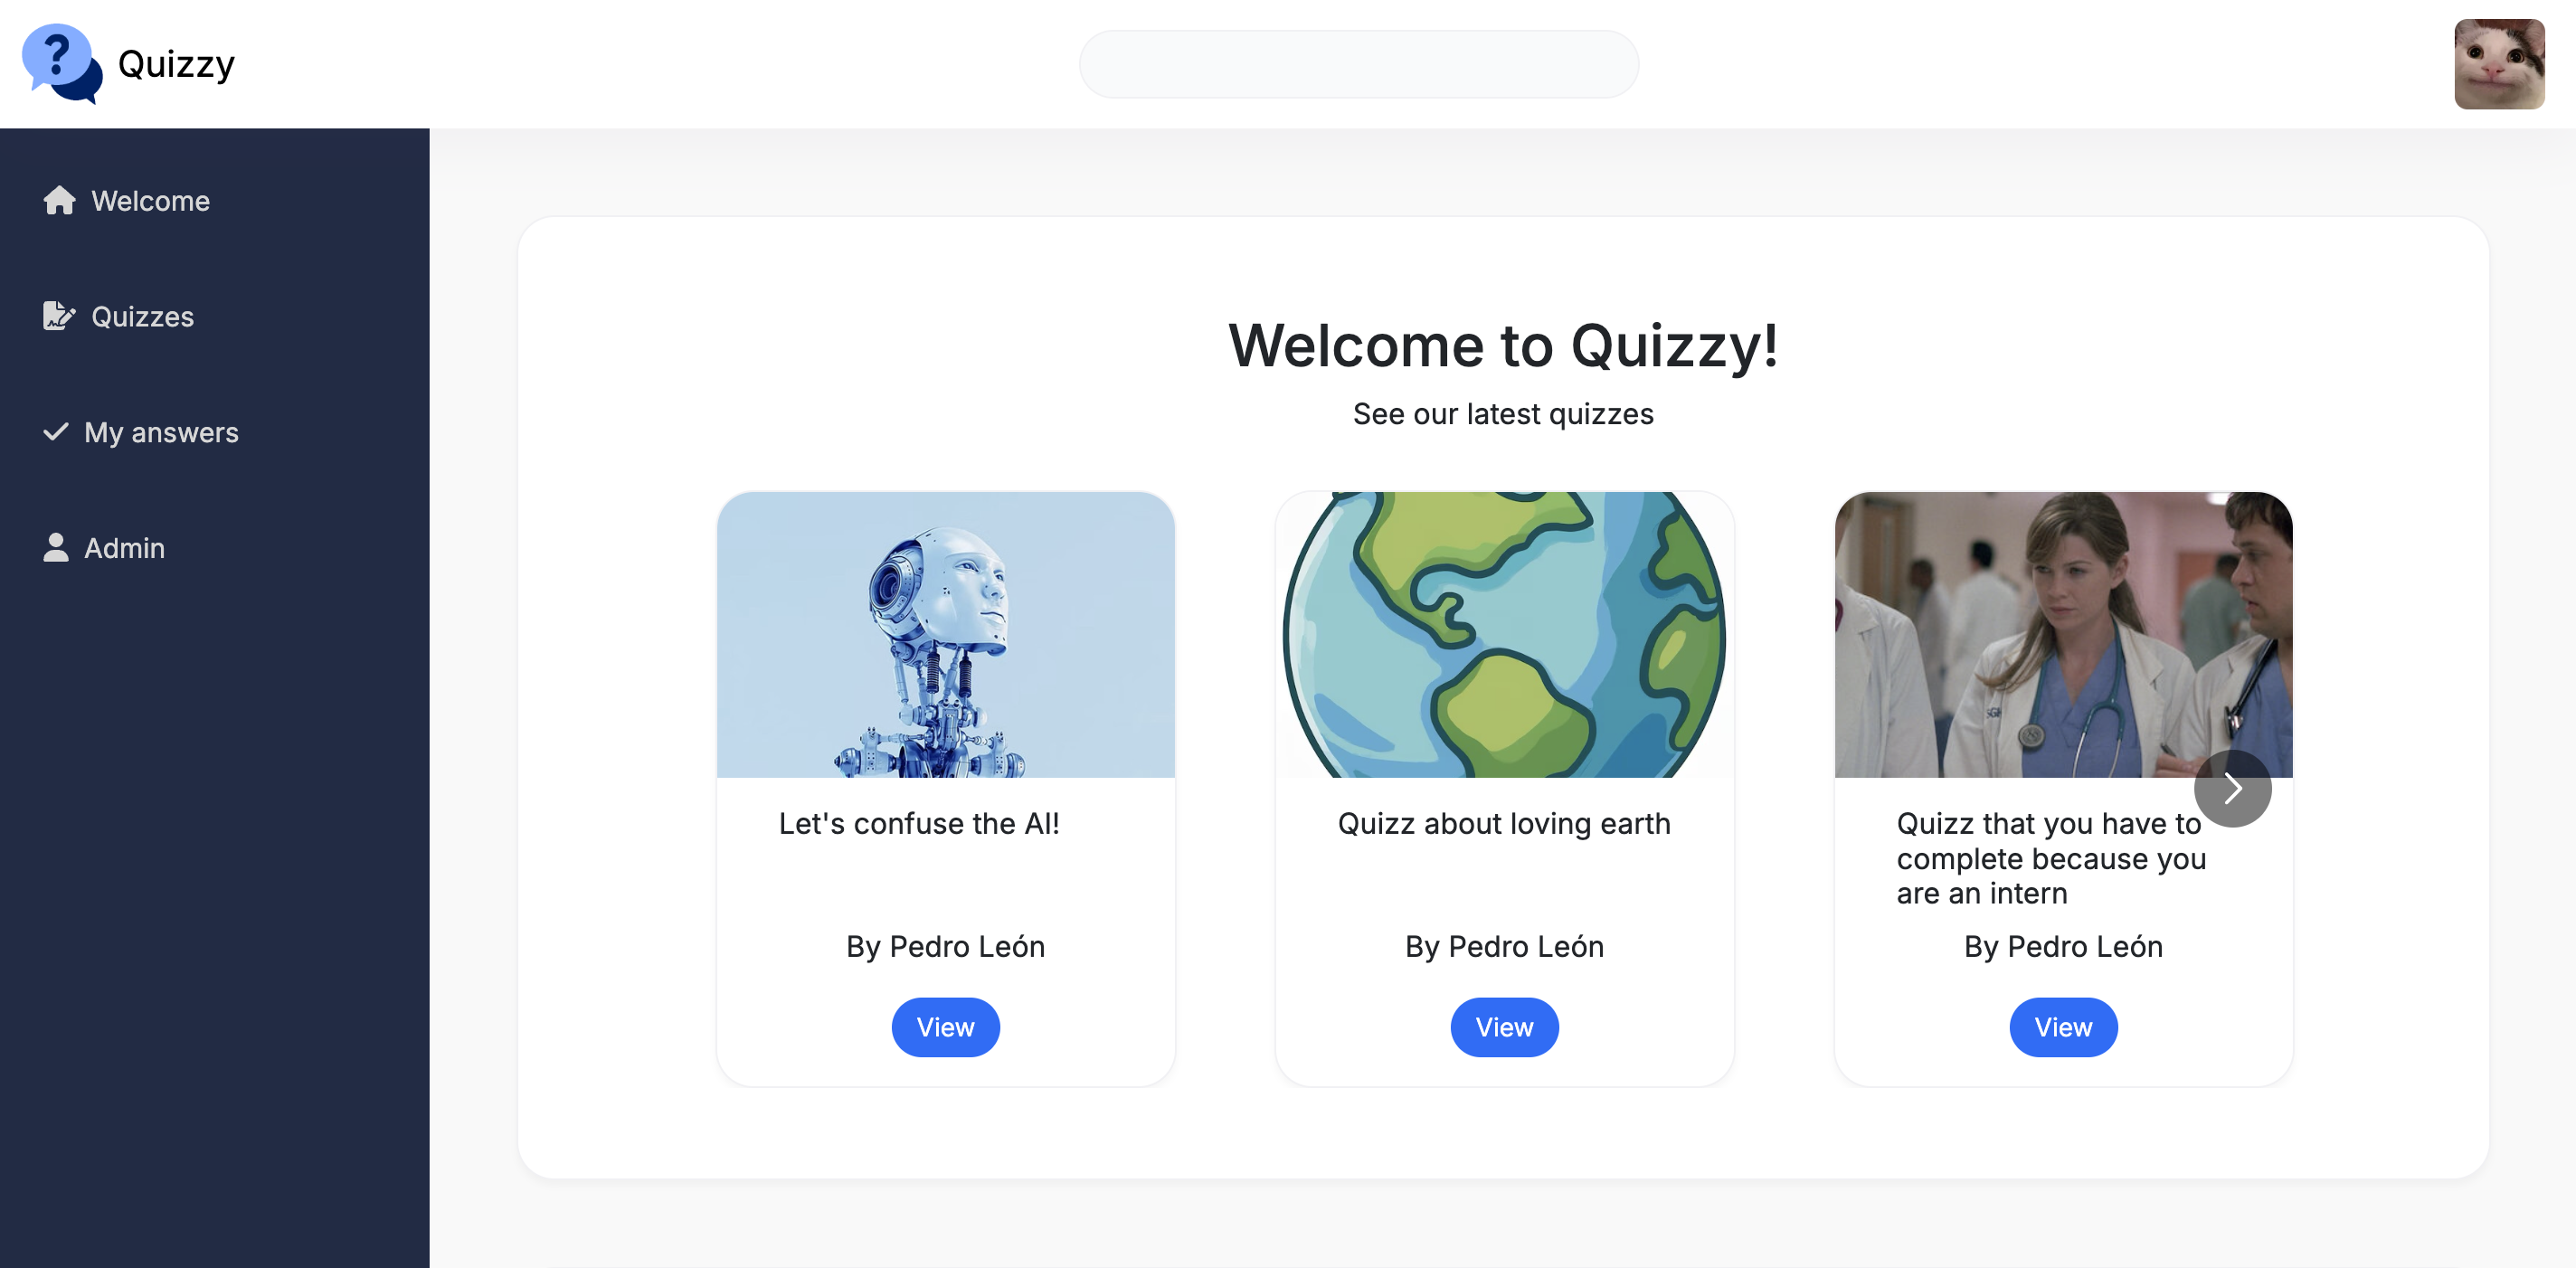 ?
Quizzy
Welcome
Quizzes
My answers
Admin
Welcome to Quizzy!
See our latest quizzes
Let's confuse the AI!
By Pedro León
View
Quizz about loving earth
By Pedro León
View
Quizz that you have to
complete because you
are an intern
By Pedro León
View